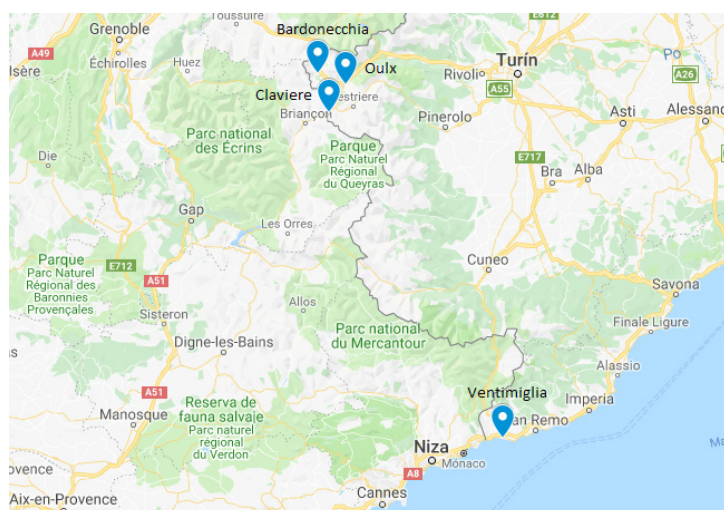 Toussuire
E612
Grenoble
Bardonecchia
A49
Échirolles
Huez
Oulx
Turín
Po
Isère
Rivoli
A26
Claviere
estriere
A55
Briançon
Pinerolo
Asti
Alessand
Parc national
des Écrins
Die
Parque
Parc Naturel
Régional
du Queyras
E717
Bra
Alba
Gap
Les Orres
Cuneo
Parque
Parc Naturel
Régional des
Baronnies
Provençales
E712
A51
Sisteron
Allos
Savona
Parc national
du Mercantour
Finale Ligure
Digne-les-Bains
Alassio
A51
Manosque
Reserva de
fauna salvaje
Parc naturel
régional
du Verdon
Ventimiglia
Imperia
an Remo
Niza
Mónaco
A8
ovence
Cannes
Aix-en-Provence